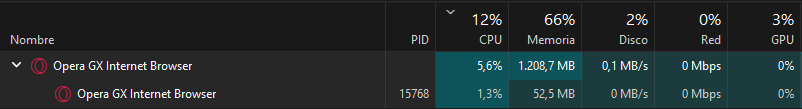 12% 66% 2% 0% 3%
Nombre PID CPU Memoria Disco Red GPU
Opera GX Internet Browser 5,6% 1.208,7 MB 0,1 MB/s 0 Mbps 0%
Opera GX Internet Browser 15768 1,3% 52,5 MB 0 MB/s 0 Mbps 0%